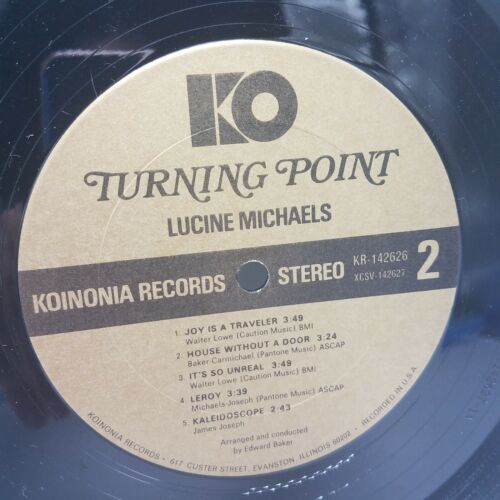 KO
TURNING POINT
LUCINE MICHAELS
KOINONIA RECORDS STEREO KR-142626 2
XCSV-142627
1. JOY IS A TRAVELER 3:49
Walter Lowe (Caution Music) BMI
2. HOUSE WITHOUT A DOOR 3:24
Baker-Carmichael (Pantone Music) ASCAP
3. IT'S SO UNREAL 3:49
Walter Lowe (Caution Music) BMI
4. LEROY 3:39
Michaels-Joseph (Pantone Music) ASCAP
5. KALEIDOSCOPE 2:43
James Joseph
Arranged and conducted
by Edward Baker
KOINONIA RECORDS • 617 CUSTER STREET, EVANSTON, ILLINOIS 60202 • RECORDED IN U.S.A